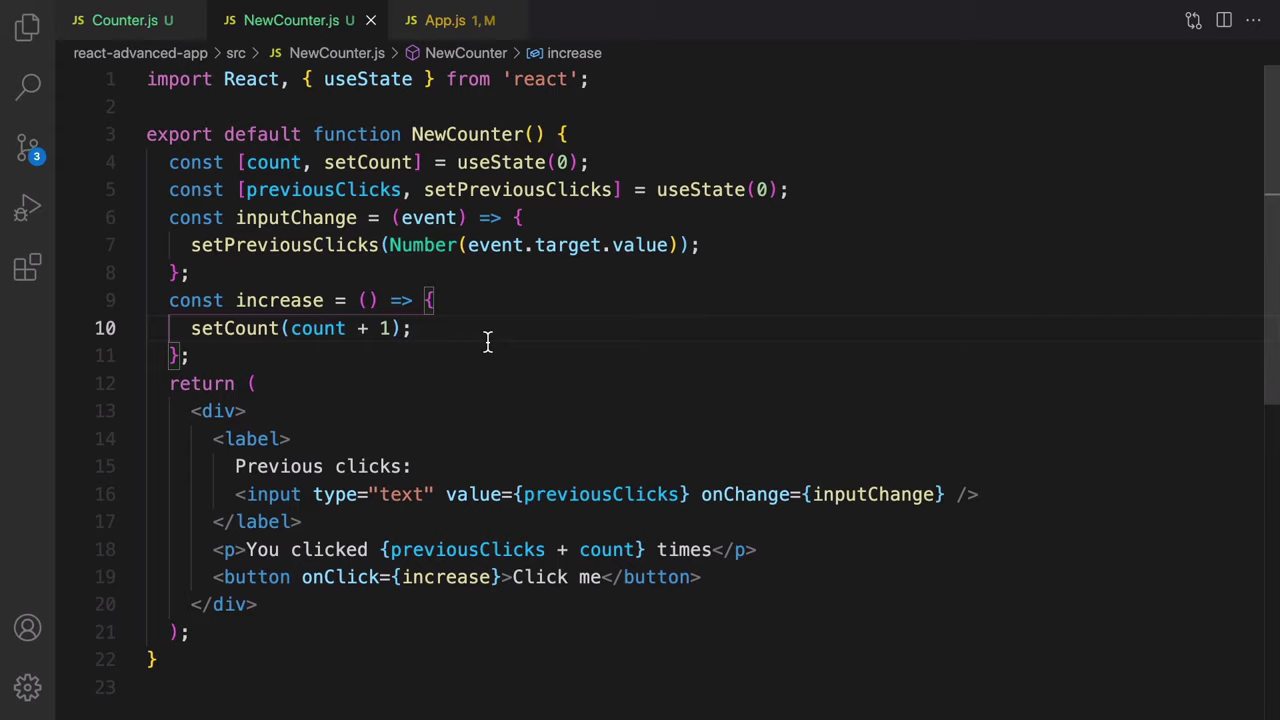 Counter.js U NewCounter.js U App.js 1, M
react-advanced-app > src > JS NewCounter.js > NewCounter > increase
1 import React, { useState } from 'react';
2
3 export default function NewCounter() {
4 const [count, setCount] = useState(0);
5 const [previousClicks, setPreviousClicks] = useState(0);
6 const inputChange = (event) => {
7 setPreviousClicks(Number(event.target.value));
8 };
9 const increase = () => {
10 setCount(count + 1);
11 };
12 return (
13 <div>
14 <label>
15 Previous clicks:
16 <input type="text" value={previousClicks} onChange={inputChange} />
17 </label>
18 <p>You clicked {previousClicks + count} times</p>
19 <button onClick={increase}>Click me</button>
20 </div>
21 );
22 }
23
3